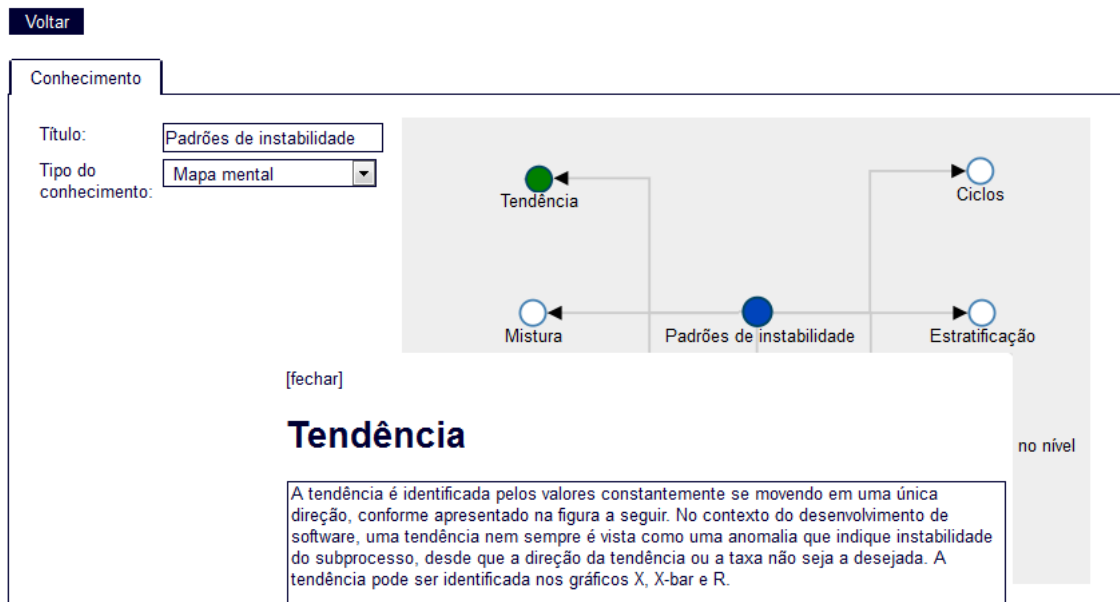 Voltar
Conhecimento
Título:
Padrões de instabilidade
Tipo do
conhecimento:
Mapa mental
Tendência
Ciclos
Mistura
Padrões de instabilidade
Estratificação
no nível
[fechar]
Tendência
A tendência é identificada pelos valores constantemente se movendo em uma única
direção, conforme apresentado na figura a seguir. No contexto do desenvolvimento de
software, uma tendência nem sempre é vista como uma anomalia que indique instabilidade
do subprocesso, desde que a direção da tendência ou a taxa não seja a desejada. A
tendência pode ser identificada nos gráficos X, X-bar e R.